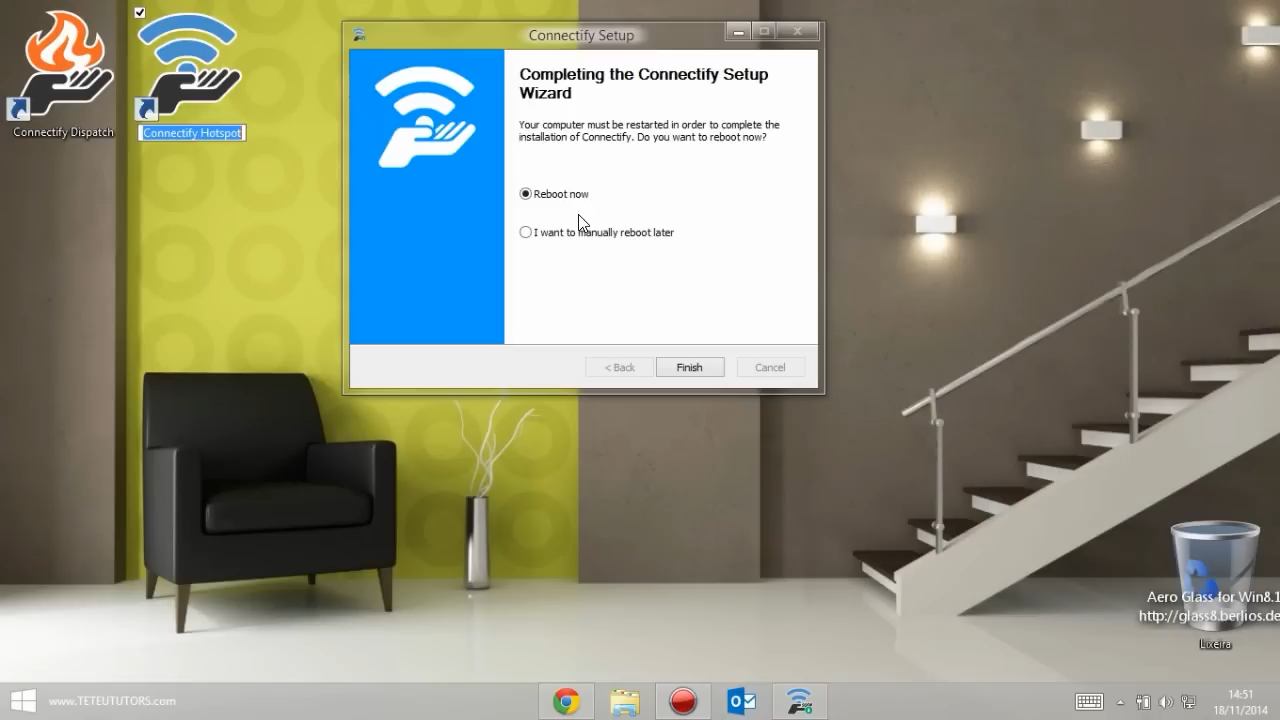 Connectify Setup
Completing the Connectify Setup
Wizard
Your computer must be restarted in order to complete the
installation of Connectify. Do you want to reboot now?
Reboot now
I want to manually reboot later
< Back
Finish
Cancel
Connectify Dispatch
Connectify Hotspot
Aero Glass for Win8.1
http://glass8.berlios.de
Lixeira
www.TETEUTUTORS.com
14:51
18/11/2014